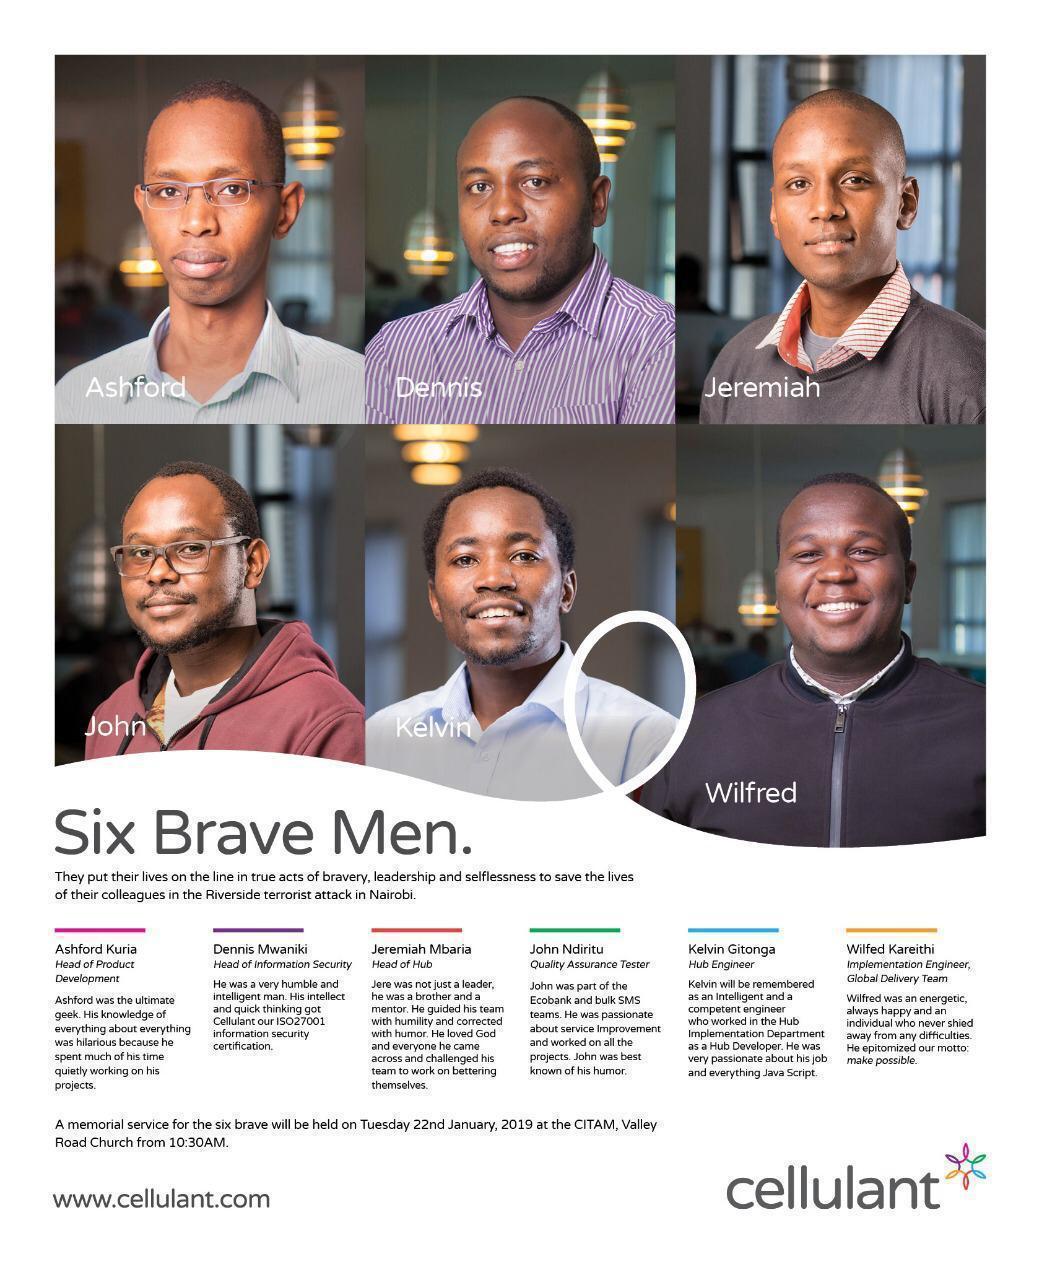 Ashford
Dennis
Jeremiah
John
Kelvin
Wilfred
Six Brave Men.
They put their lives on the line in true acts of bravery, leadership and selflessness to save the lives
of their colleagues in the Riverside terrorist attack in Nairobi.
Ashford Kuria
Head of Product
Development
Ashford was the ultimate
geek. His knowledge of
everything about everything
was hilarious because he
spent much of his time
quietly working on his
projects.
Dennis Mwaniki
Head of Information Security
He was a very humble and
intelligent man. His intellect
and quick thinking got
Cellulant our ISO27001
information security
certification.
Jeremiah Mbaria
Head of Hub
Jere was not just a leader,
he was a brother and a
mentor. He guided his team
with humility and corrected
with humor. He loved God
and everyone he came
across and challenged his
team to work on bettering
themselves.
John Ndiritu
Quality Assurance Tester
John was part of the
Ecobank and bulk SMS
teams. He was passionate
about service Improvement
and worked on all the
projects. John was best
known of his humor.
Kelvin Gitonga
Hub Engineer
Kelvin will be remembered
as an Intelligent and a
competent engineer
who worked in the Hub
Implementation Department
as a Hub Developer. He was
very passionate about his job
and everything Java Script.
Wilfed Kareithi
Implementation Engineer,
Global Delivery Team
Wilfred was an energetic,
always happy and an
individual who never shied
away from any difficulties.
He epitomized our motto:
make possible.
A memorial service for the six brave will be held on Tuesday 22nd January, 2019 at the CITAM, Valley
Road Church from 10:30AM.
www.cellulant.com
cellulant